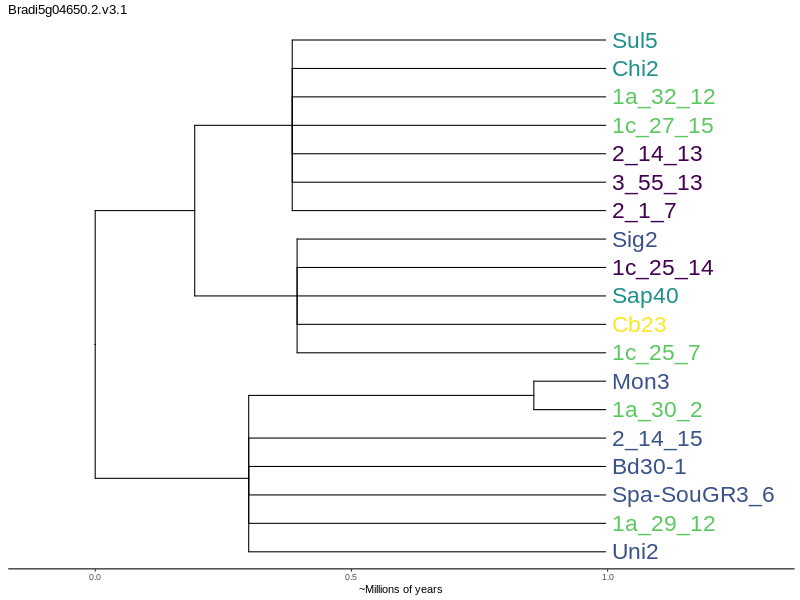 Bradi5g04650.2.v3.1
Sul5
Chi2
1a_32_12
1c_27_15
2_14_13
3_55_13
2_1_7
Sig2
1c_25_14
Sap40
Cb23
1c_25_7
Mon3
1a_30_2
2_14_15
Bd30-1
Spa-SouGR3_6
1a_29_12
Uni2
0.0 0.5 1.0
~Millions of years